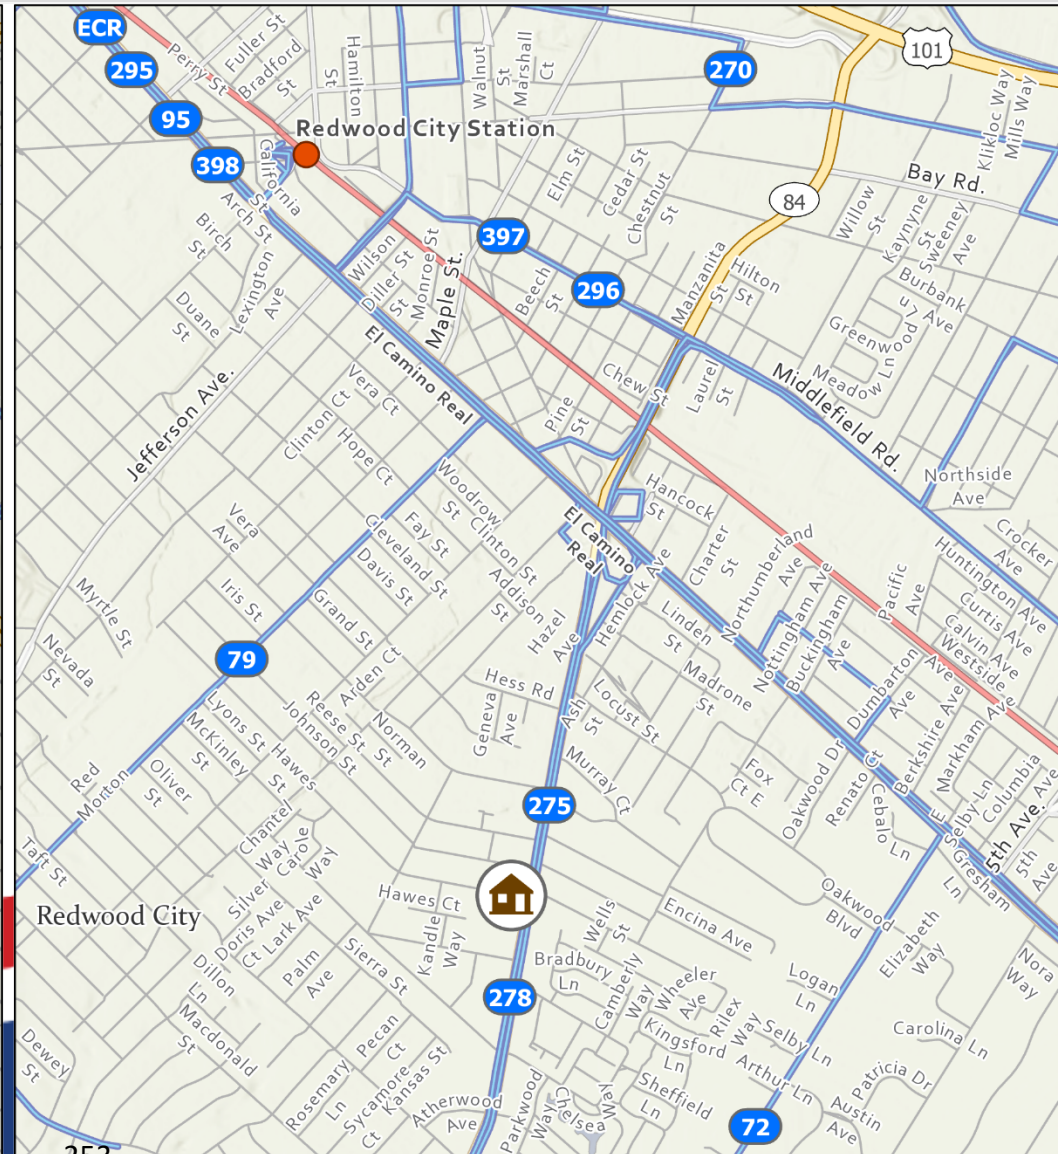 ECR
295
95
398
Perry St
Fuller St
Bradford
St
Hamilton
St
Walnut
St
Marshall
Ct
270
101
Klikloc Way
Mills Way
Redwood City Station
California
St
Arch St
Birch
St
Elm St
Cedar St
Chestnut
St
84
Bay Rd.
Willow
St
Kaynyne
St
Sweeney
Ave
Burbank
Ave
397
296
Wilson
Diller St
St
Monroe St
Maple St.
Beech
St
Manzanita
St
Hilton
St
Lexington
Ave
Duane
St
El Camino Real
Jefferson Ave.
Vera Ct
Clinton Ct
Hope Ct
Chew St
Pine
St
Laurel
St
Greenwood Ln
Meadow Ln
Middlefield Rd.
Northside
Ave
Woodrow
St
Clinton St
Hancock
St
El Camino
Real
Charter
St
Northumberland
Ave
Crocker
Ave
Huntington Ave
Curtis Ave
Calvin Ave
Westside
Ave
Pacific
Ave
Vera
Ave
Cleveland St
Fay St
Davis St
Addison
St
Hazel
Ave
Hemlock Ave
Linden
St
Nottingham Ave
Buckingham
Ave
Myrtle St
Iris St
Grand St
Nevada
St
79
Arden Ct
Hess Rd
Geneva
Ave
Ash
St
Locust St
Madrone
St
Dumbarton
Ave
Berkshire Ave
Markham Ave
Lyons St
McKinley
St
Hawes
St
Reese St
Johnson St
Norman
St
Murray Ct
Fox
Ct E
Oakwood Dr
Renato Ct
Cebalo
Ln
E
Selby Ln
Columbia
Ave
5th Ave.
5th
Ave
Gresham
Ln
Red
Morton
Oliver
St
Chantel
Way
Carole
Way
Silver
275
Taft St
Redwood City
Doris Ave
Ct
Lark Ave
Hawes Ct
Kandle
Way
Wells
St
Encina Ave
Oakwood
Blvd
Elizabeth
Way
Nora
Way
Dillon
Ln
Palm
Ave
Sierra St
Bradbury
Ln
Camberly
Way
Wheeler
Ave
Rilex
Way
Logan
Ln
278
Macdonald
St
Pecan
Ct
Rosemary
Ln
Sycamore
Ct
Kansas St
Kingsford
Ln
Selby Ln
Arthur Ln
Carolina Ln
Patricia Dr
Dewey
St
Atherwood
Ave
Parkwood
Way
Chelsea
Way
Sheffield
Ln
Austin
Ave
72
253